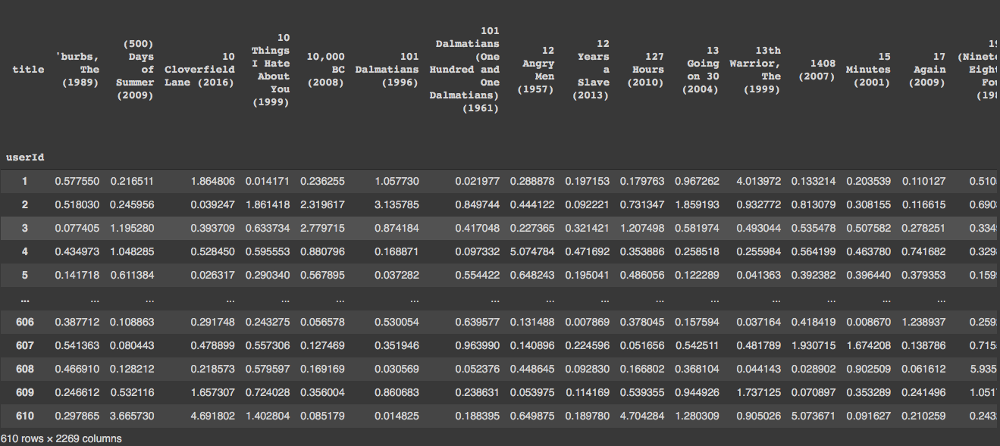 title
'burbs,
The
(1989)
(500)
Days
of
Summer
(2009)
10
Cloverfield
Lane (2016)
10
Things
I Hate
About
You
(1999)
10,000
BC
(2008)
101
Dalmatians
(1996)
101
Dalmatians
(One
Hundred and
One
Dalmatians)
(1961)
12
Angry
Men
(1957)
12
Years
a
Slave
(2013)
127
Hours
(2010)
13
Going
on 30
(2004)
13th
Warrior,
The
(1999)
1408
(2007)
15
Minutes
(2001)
17
Again
(2009)
19
(Ninet
Eight
Fo
(19
userId
1 0.577550 0.216511 1.864806 0.014171 0.236255 1.057730 0.021977 0.288878 0.197153 0.179763 0.967262 4.013972 0.133214 0.203539 0.110127 0.510
2 0.518030 0.245956 0.039247 1.861418 2.319617 3.135785 0.849744 0.444122 0.092221 0.731347 1.859193 0.932772 0.813079 0.308155 0.116615 0.690
3 0.077405 1.195280 0.393709 0.633734 2.779715 0.874184 0.417048 0.227365 0.321421 1.207498 0.581974 0.493044 0.535478 0.507582 0.278251 0.334
4 0.434973 1.048285 0.528450 0.595553 0.880796 0.168871 0.097332 5.074784 0.471692 0.353886 0.258518 0.255984 0.564199 0.463780 0.741682 0.329
5 0.141718 0.611384 0.026317 0.290340 0.567895 0.037282 0.554422 0.648243 0.195041 0.486056 0.122289 0.041363 0.392382 0.396440 0.379353 0.159
... ... ... ... ... ... ... ... ... ... ... ... ... ... ... ...
606 0.387712 0.108863 0.291748 0.243275 0.056578 0.530054 0.639577 0.131488 0.007869 0.378045 0.157594 0.037164 0.418419 0.008670 1.238937 0.259
607 0.541363 0.080443 0.478899 0.557306 0.127469 0.351946 0.963990 0.140896 0.224596 0.051656 0.542511 0.481789 1.930715 1.674208 0.138786 0.715
608 0.466910 0.128212 0.218573 0.579597 0.169169 0.030569 0.052376 0.448645 0.092830 0.166802 0.368104 0.044143 0.028902 0.902509 0.061612 5.935
609 0.246612 0.532116 1.657307 0.724028 0.356004 0.860683 0.238631 0.053975 0.114169 0.539355 0.944926 1.737125 0.070897 0.353289 0.241496 1.051
610 0.297865 3.665730 4.691802 1.402804 0.085179 0.014825 0.188395 0.649875 0.189780 4.704284 1.280309 0.905026 5.073671 0.091627 0.210259 0.243
610 rows × 2269 columns